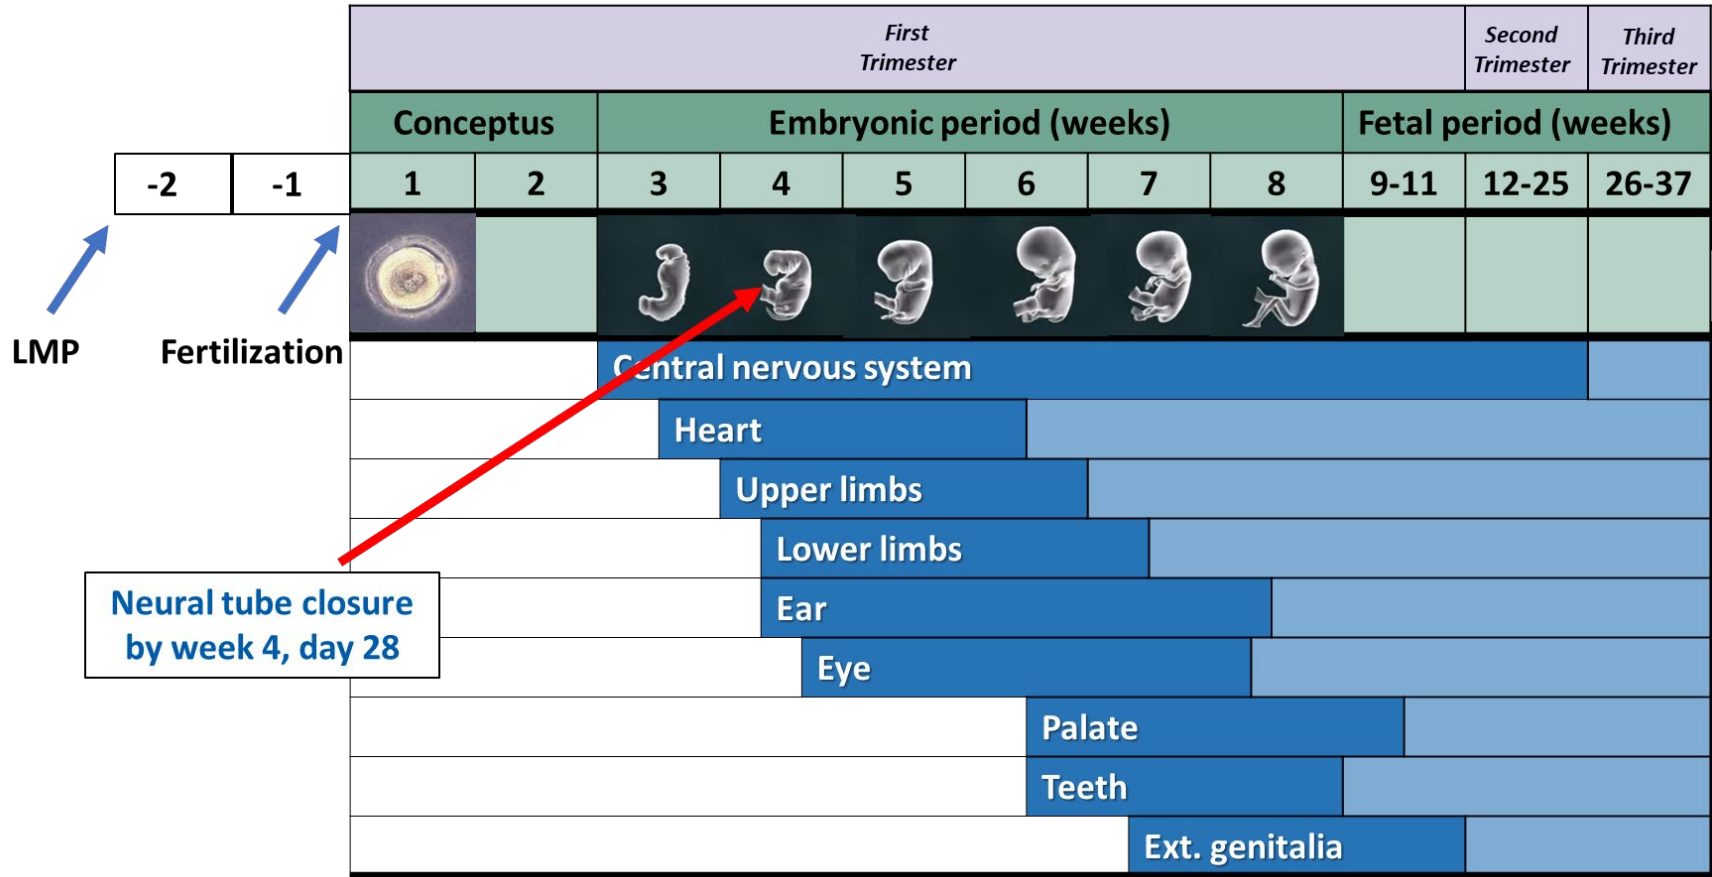 First
Trimester
Second
Trimester
Third
Trimester
Conceptus
Embryonic period (weeks)
Fetal period (weeks)
-2
-1
1
2
3
4
5
6
7
8
9-11
12-25
26-37
LMP
Fertilization
Central nervous system
Heart
Upper limbs
Lower limbs
Neural tube closure
by week 4, day 28
Ear
Eye
Palate
Teeth
Ext. genitalia